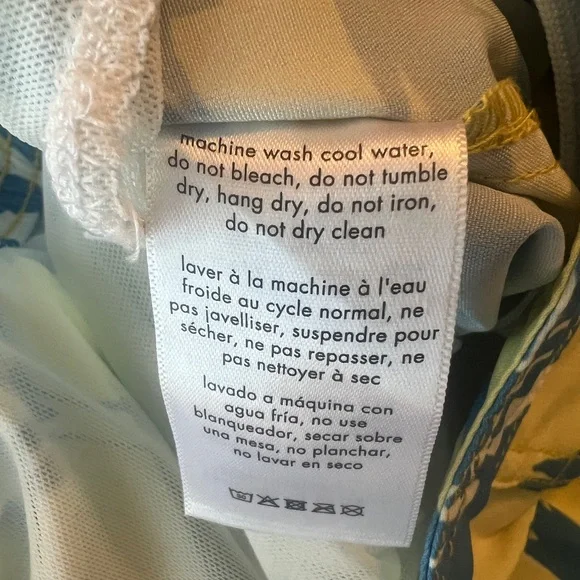 machine wash cool water,
do not bleach, do not tumble
dry, hang dry, do not iron,
do not dry clean
laver à la machine à l'eau
froide au cycle normal, ne
pas javelliser, suspendre pour
sécher, ne pas repasser, ne
pas nettoyer à sec
lavado a máquina con
agua fría, no use
blanqueador, secar sobre
una mesa, no planchar,
no lavar en seco